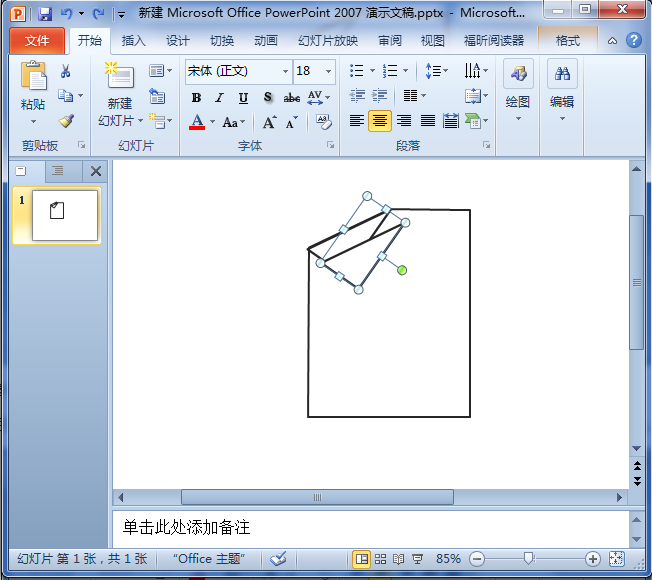 新建 Microsoft Office PowerPoint 2007 演示文稿.pptx - Microsoft...
文件 开始 插入 设计 切换 动画 幻灯片放映 审阅 视图 福昕阅读器 格式
宋体 (正文) 18
粘贴 新建 幻灯片 绘图 编辑
B I U S abc AV
A Aa A A
剪贴板 幻灯片 字体 段落
1
单击此处添加备注
幻灯片 第 1 张，共 1 张 "Office 主题" 85%